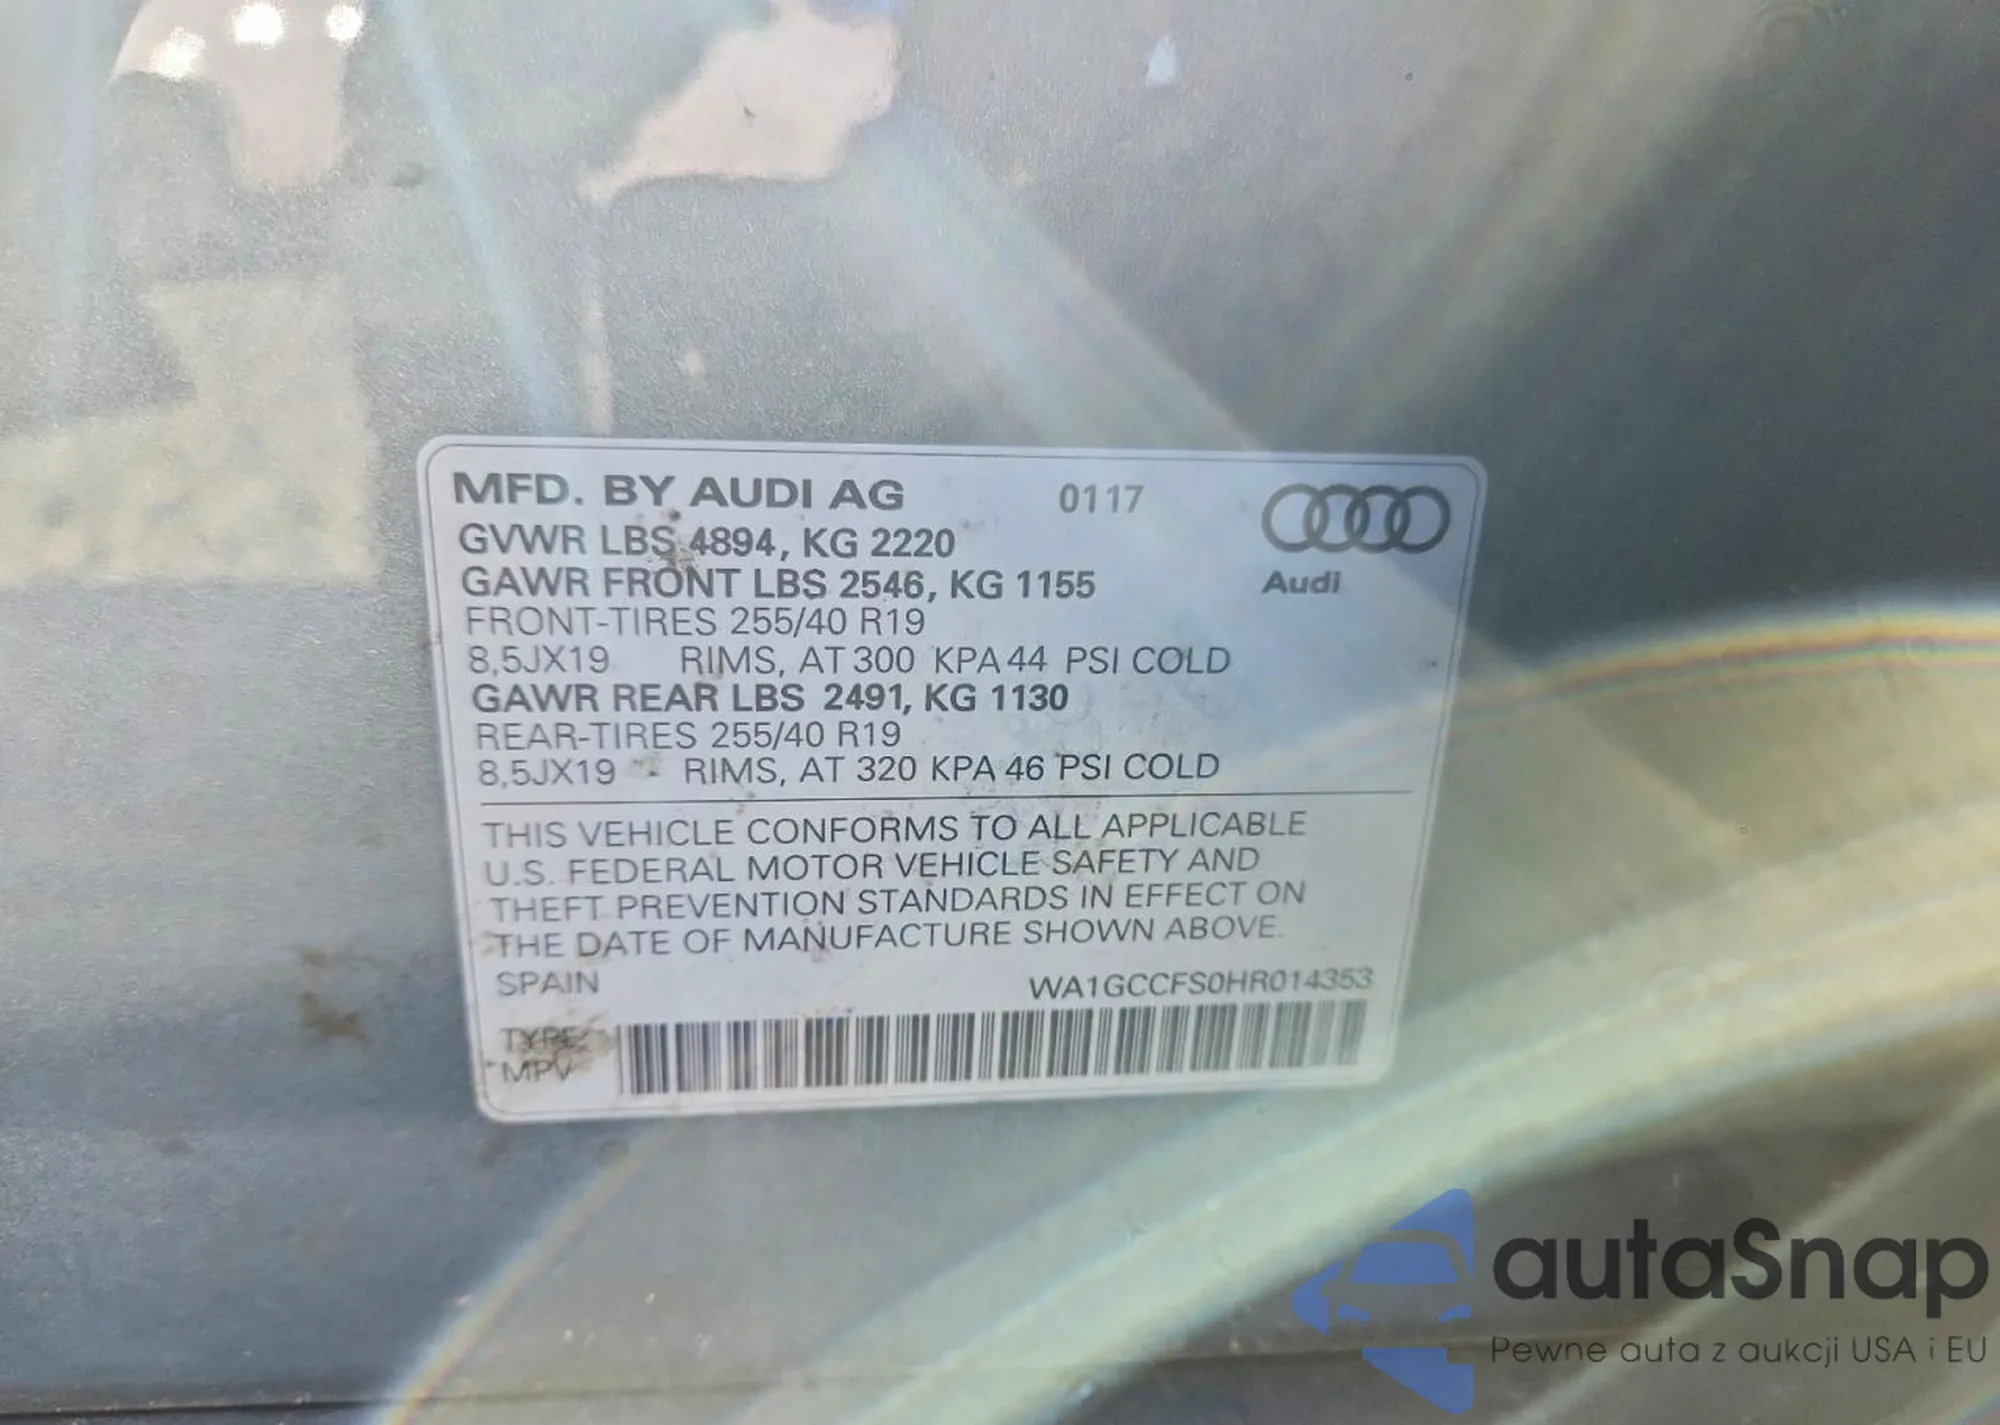 MFD. BY AUDI AG 0117
GVWR LBS 4894, KG 2220
GAWR FRONT LBS 2546, KG 1155
Audi
FRONT-TIRES 255/40 R19
8,5JX19 RIMS, AT 300 KPA 44 PSI COLD
GAWR REAR LBS 2491, KG 1130
REAR-TIRES 255/40 R19
8,5JX19 RIMS, AT 320 KPA 46 PSI COLD
THIS VEHICLE CONFORMS TO ALL APPLICABLE
U.S. FEDERAL MOTOR VEHICLE SAFETY AND
THEFT PREVENTION STANDARDS IN EFFECT ON
THE DATE OF MANUFACTURE SHOWN ABOVE.
SPAIN WA1GCCFS0HR014353
TYPE:
MPV
autaSnap
Pewne auta z aukcji USA i EU